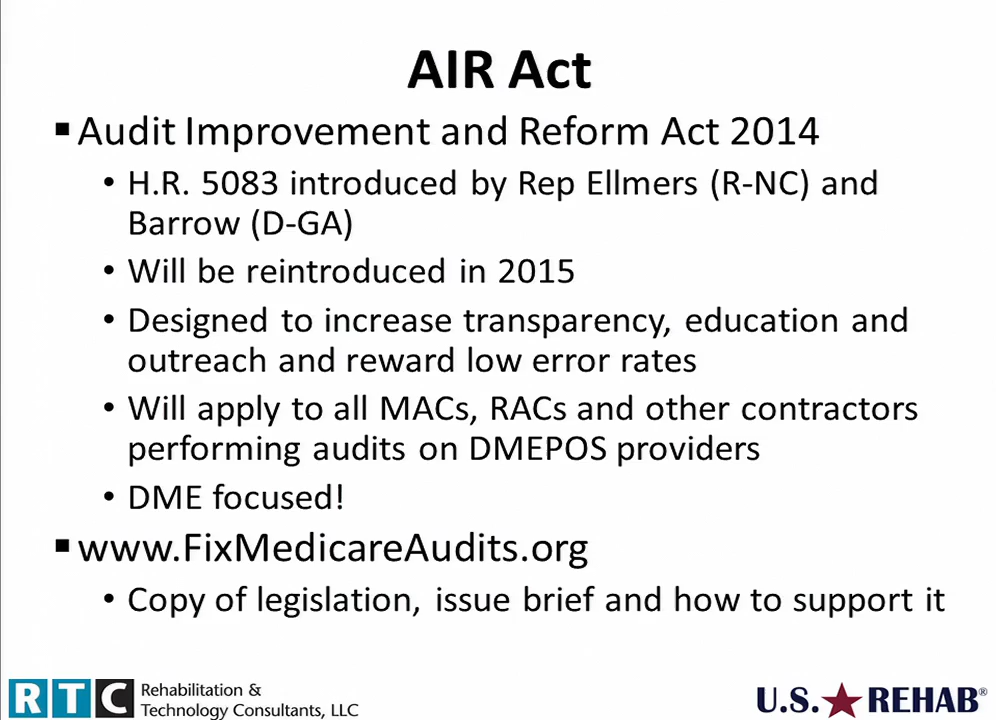 AIR Act
▪ Audit Improvement and Reform Act 2014
• H.R. 5083 introduced by Rep Ellmers (R-NC) and
Barrow (D-GA)
• Will be reintroduced in 2015
• Designed to increase transparency, education and
outreach and reward low error rates
• Will apply to all MACs, RACs and other contractors
performing audits on DMEPOS providers
• DME focused!
▪ www.FixMedicareAudits.org
• Copy of legislation, issue brief and how to support it
RTC Rehabilitation &
Technology Consultants, LLC
U.S. REHAB®